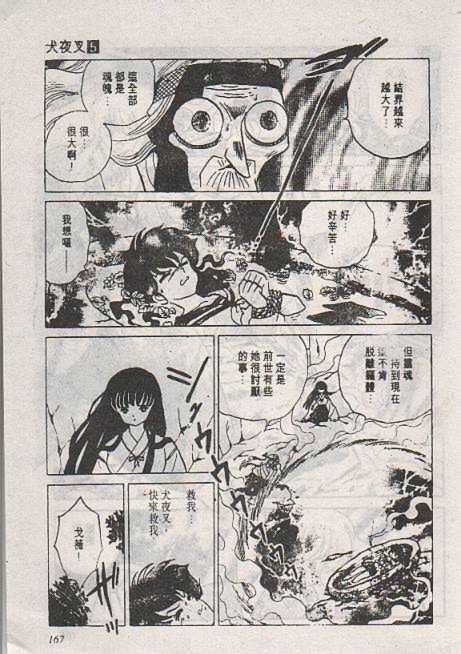 犬夜叉5
結界越來
越大了…
這全部
都是
魂魄…
很…
很大啊！
好…
好辛苦…
我想嘔——
但靈魂
待到現在
還不肯
脫離軀體…
一定是
前世有些
她很討厭
的事…
救我…
犬夜叉，
快來救我
戈薇！
167